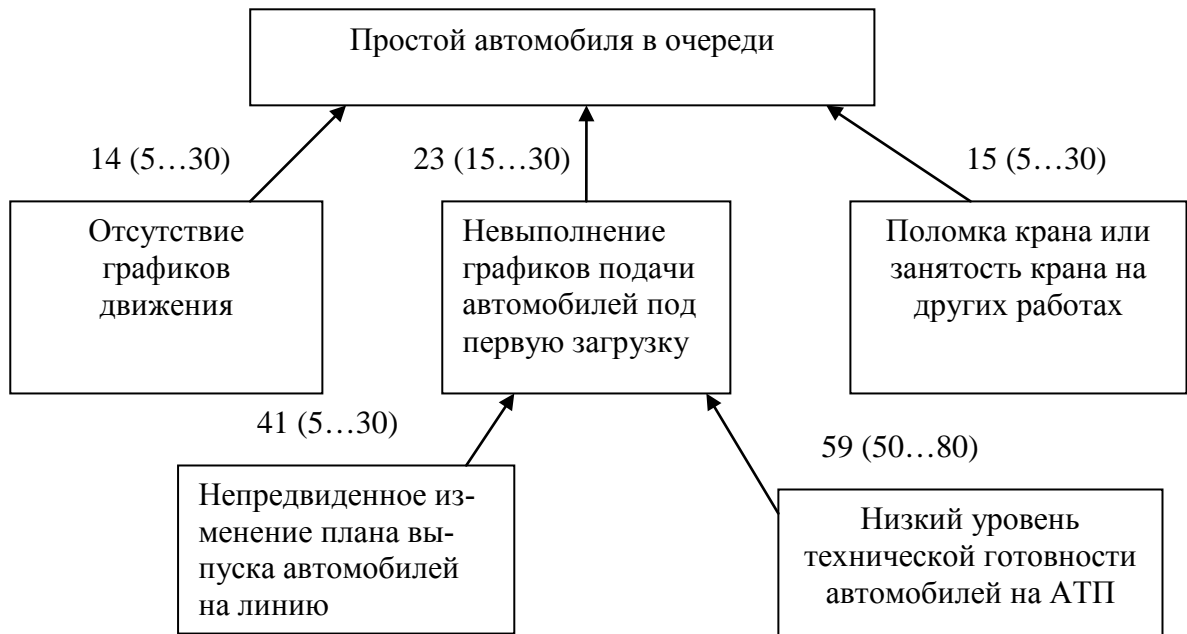 Простой автомобиля в очереди
14 (5…30)
23 (15…30)
15 (5…30)
Отсутствие
графиков
движения
Невыполнение
графиков подачи
автомобилей под
первую загрузку
Поломка крана или
занятость крана на
других работах
41 (5…30)
59 (50…80)
Непредвиденное из-
менение плана вы-
пуска автомобилей
на линию
Низкий уровень
технической готовности
автомобилей на АТП